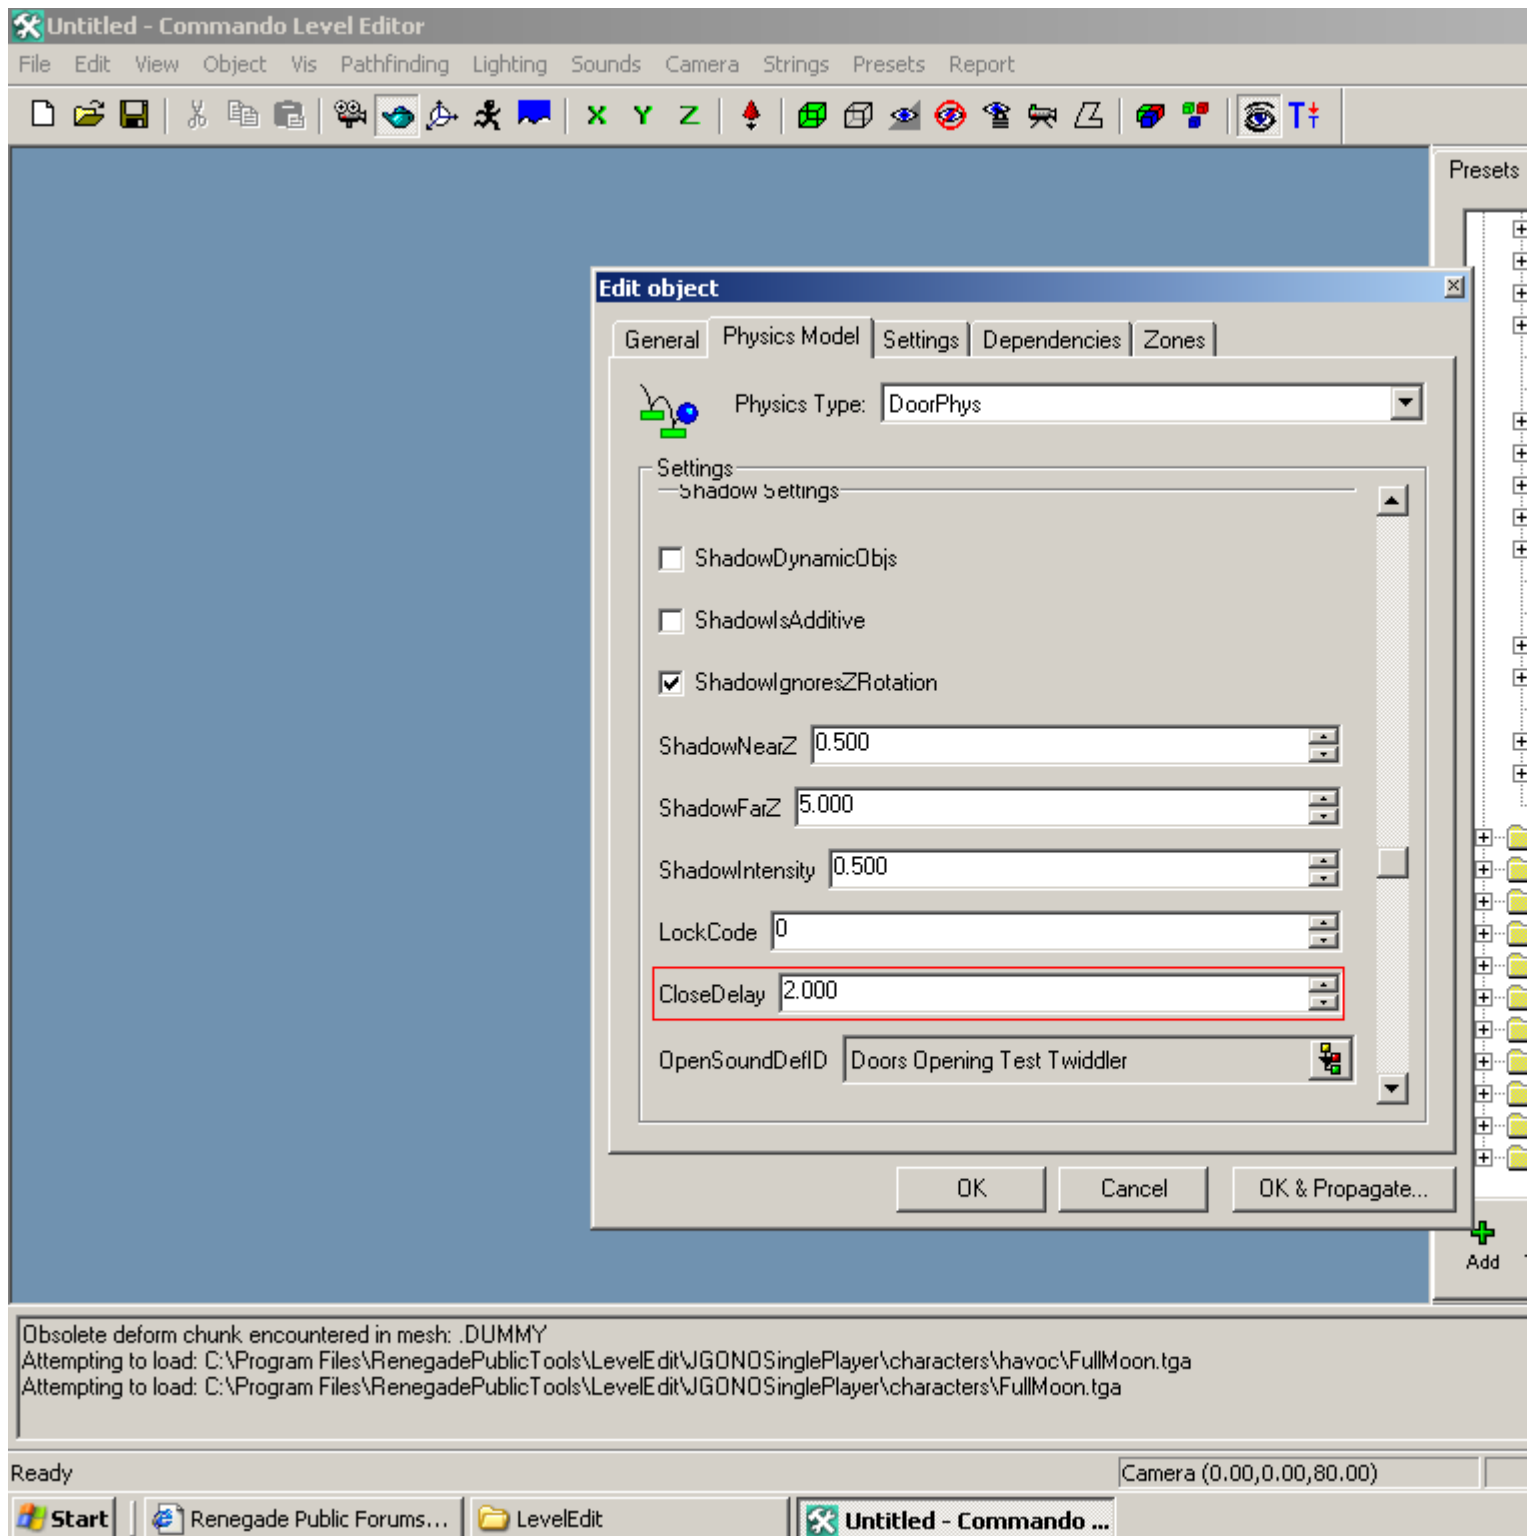 Untitled - Commando Level Editor
File Edit View Object Vis Pathfinding Lighting Sounds Camera Strings Presets Report
X Y Z T
Presets
Edit object
General Physics Model Settings Dependencies Zones
Physics Type: DoorPhys
Settings
Shadow Settings
ShadowDynamicObjs
ShadowIsAdditive
ShadowIgnoresZRotation
ShadowNearZ 0.500
ShadowFarZ 5.000
ShadowIntensity 0.500
LockCode 0
CloseDelay 2.000
OpenSoundDefID Doors Opening Test Twiddler
OK Cancel OK & Propagate...
Add
Obsolete deform chunk encountered in mesh: .DUMMY
Attempting to load: C:\Program Files\RenegadePublicTools\LevelEdit\JGONOSinglePlayer\characters\havoc\FullMoon.tga
Attempting to load: C:\Program Files\RenegadePublicTools\LevelEdit\JGONOSinglePlayer\characters\FullMoon.tga
Ready Camera (0.00,0.00,80.00)
Start Renegade Public Forums... LevelEdit Untitled - Commando ...